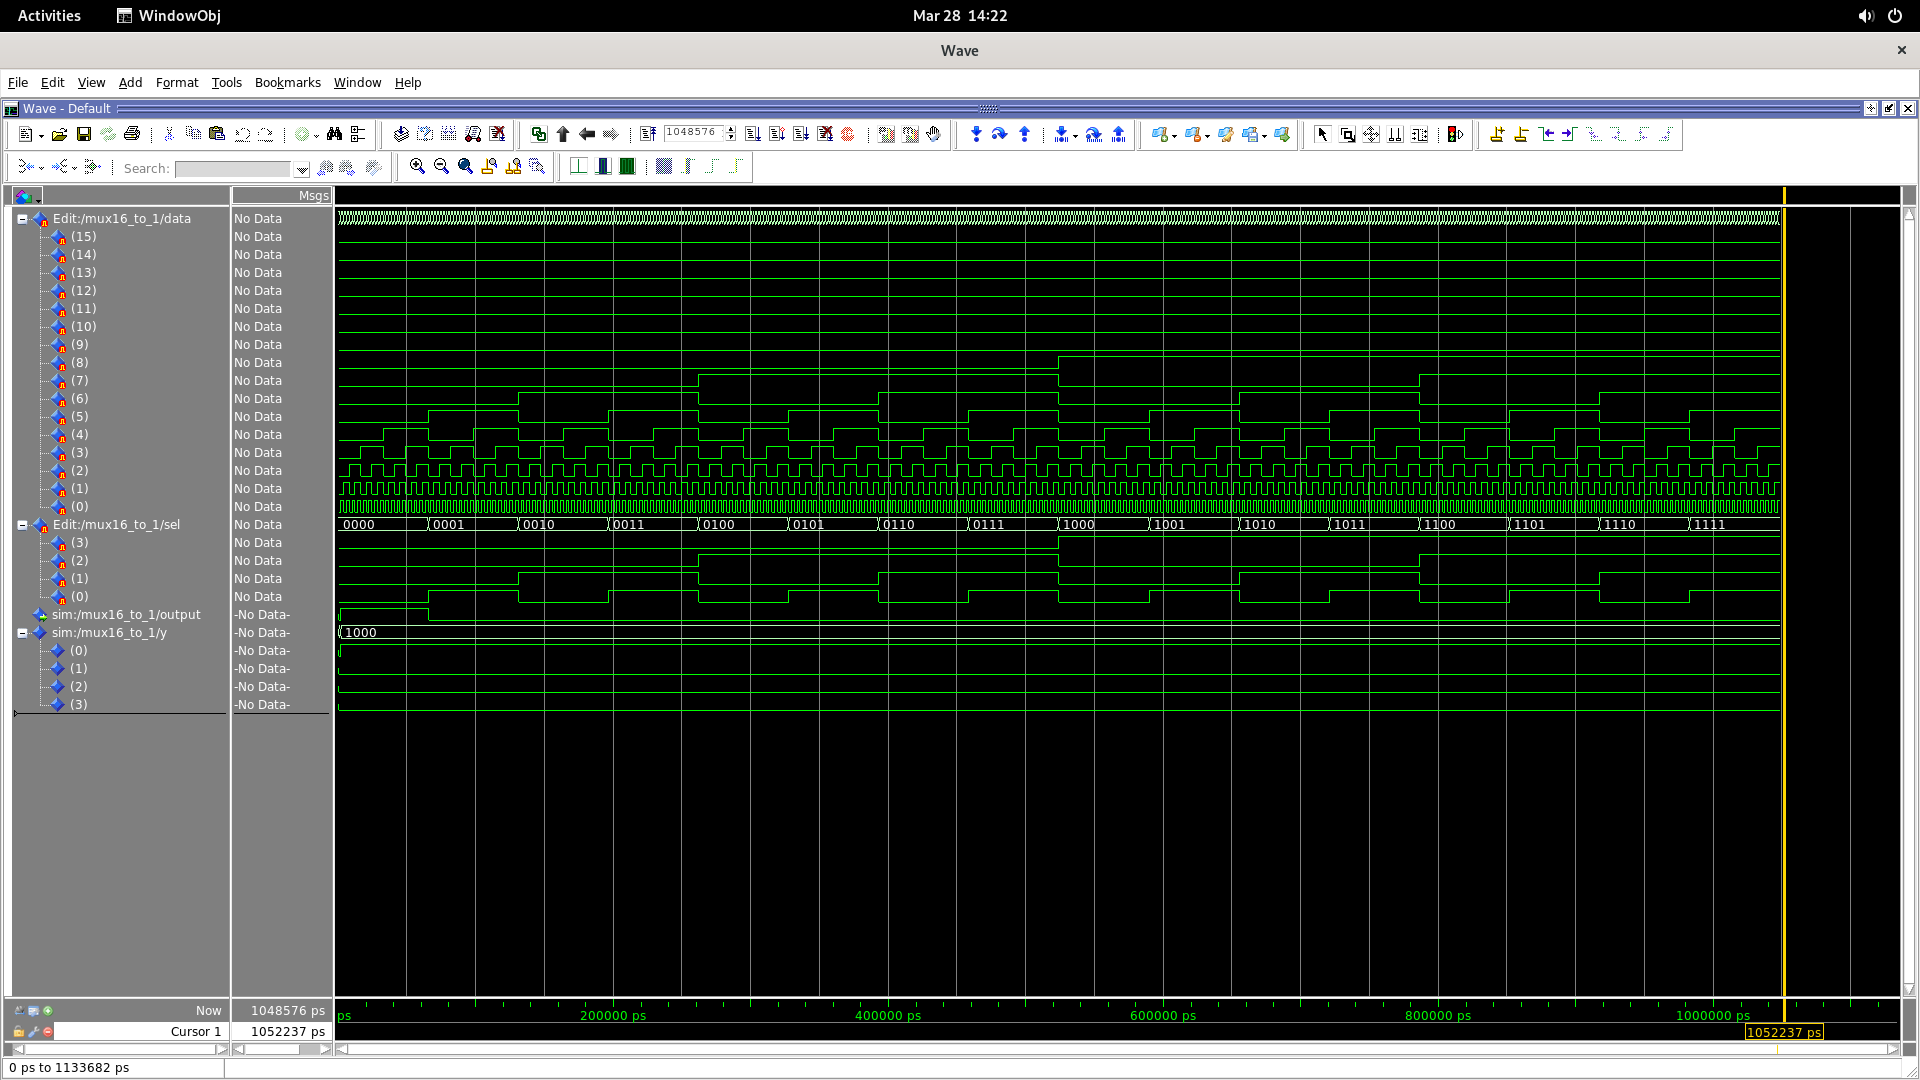 Activities WindowObj Mar 28 14:22
Wave
File Edit View Add Format Tools Bookmarks Window Help
Wave - Default
1048576
Search:
Msgs
Edit:/mux16_to_1/data No Data
(15) No Data
(14) No Data
(13) No Data
(12) No Data
(11) No Data
(10) No Data
(9) No Data
(8) No Data
(7) No Data
(6) No Data
(5) No Data
(4) No Data
(3) No Data
(2) No Data
(1) No Data
(0) No Data
Edit:/mux16_to_1/sel No Data 0000 0001 0010 0011 0100 0101 0110 0111 1000 1001 1010 1011 1100 1101 1110 1111
(3) No Data
(2) No Data
(1) No Data
(0) No Data
sim:/mux16_to_1/output -No Data-
sim:/mux16_to_1/y -No Data- 1000
(0) -No Data-
(1) -No Data-
(2) -No Data-
(3) -No Data-
Now 1048576 ps ps 200000 ps 400000 ps 600000 ps 800000 ps 1000000 ps
Cursor 1 1052237 ps 1052237 ps
0 ps to 1133682 ps